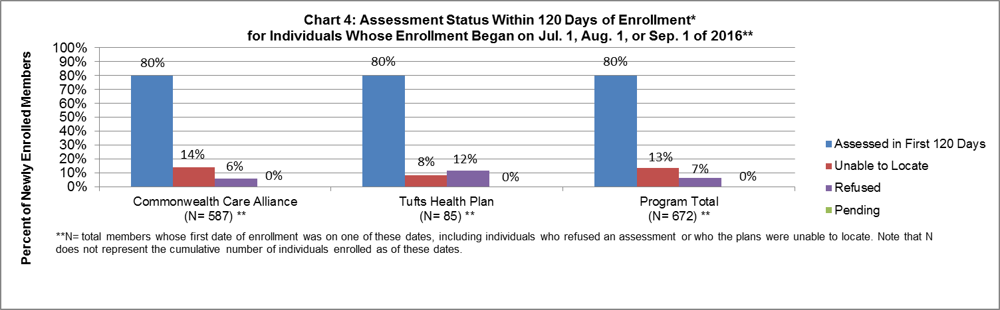 Chart 4: Assessment Status Within 120 Days of Enrollment*
for Individuals Whose Enrollment Began on Jul. 1, Aug. 1, or Sep. 1 of 2016**
Percent of Newly Enrolled Members
100%
90%
80%
70%
60%
50%
40%
30%
20%
10%
0%
80%
14%
6%
0%
80%
8%
12%
0%
80%
13%
7%
0%
Commonwealth Care Alliance
(N= 587) **
Tufts Health Plan
(N= 85) **
Program Total
(N= 672) **
Assessed in First 120 Days
Unable to Locate
Refused
Pending
**N= total members whose first date of enrollment was on one of these dates, including individuals who refused an assessment or who the plans were unable to locate. Note that N
does not represent the cumulative number of individuals enrolled as of these dates.